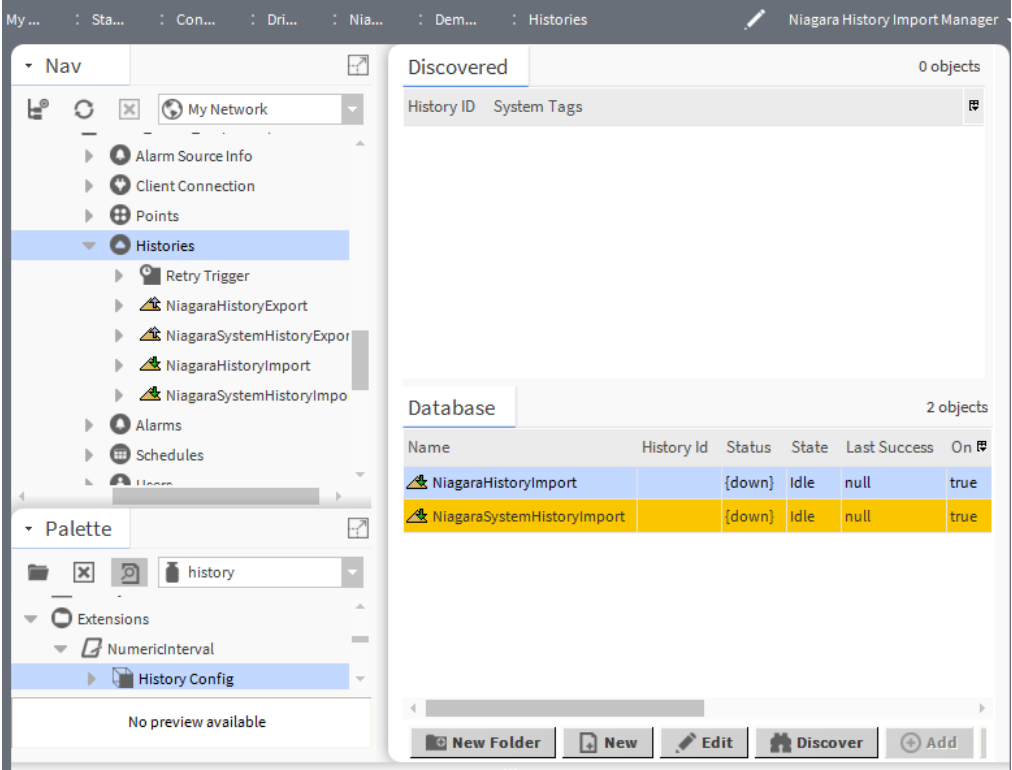 My ... : Sta... : Con... : Dri... : Nia... : Dem... : Histories Niagara History Import Manager
Nav
My Network
Alarm Source Info
Client Connection
Points
Histories
Retry Trigger
NiagaraHistoryExport
NiagaraSystemHistoryExpor
NiagaraHistoryImport
NiagaraSystemHistoryImpo
Alarms
Schedules
Palette
history
Extensions
NumericInterval
History Config
No preview available
Discovered 0 objects
History ID System Tags
Database 2 objects
Name History Id Status State Last Success On
NiagaraHistoryImport {down} Idle null true
NiagaraSystemHistoryImport {down} Idle null true
New Folder New Edit Discover Add